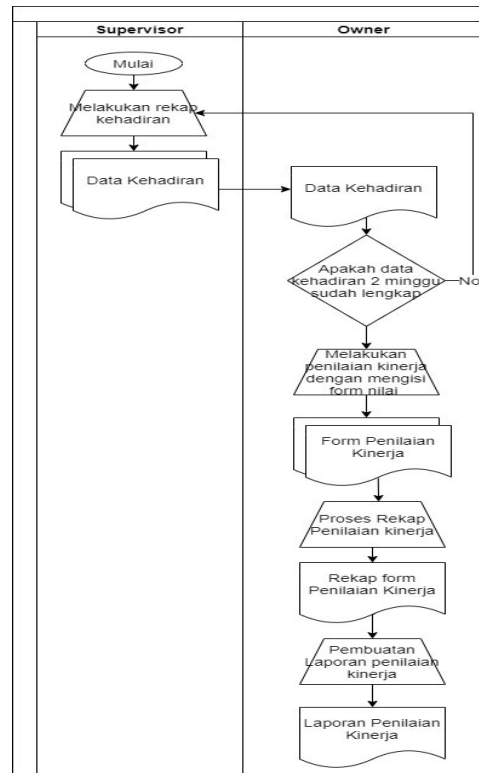 Supervisor
Owner
Mulai
Melakukan rekap
kehadiran
Data Kehadiran
Data Kehadiran
Apakah data
kehadiran 2 minggu
sudah lengkap
No
Melakukan
penilaian kinerja
dengan mengisi
form nilai
Form Penilaian
Kinerja
Proses Rekap
Penilaian kinerja
Rekap form
Penilaian Kinerja
Pembuatan
Laporan penilaian
kinerja
Laporan Penilaian
Kinerja